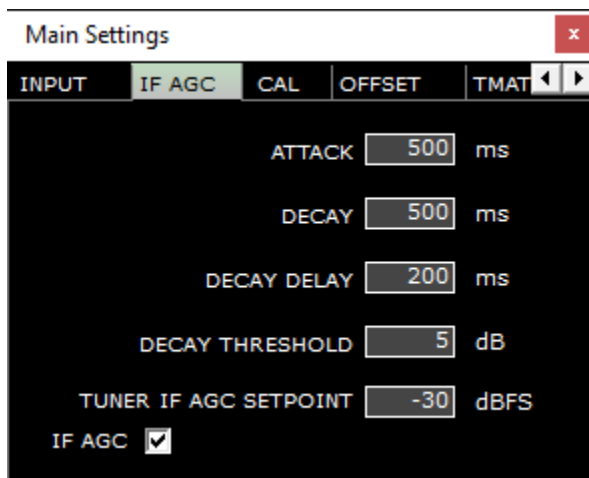 Main Settings x
INPUT IF AGC CAL OFFSET TMAT
ATTACK 500 ms
DECAY 500 ms
DECAY DELAY 200 ms
DECAY THRESHOLD 5 dB
TUNER IF AGC SETPOINT -30 dBFS
IF AGC